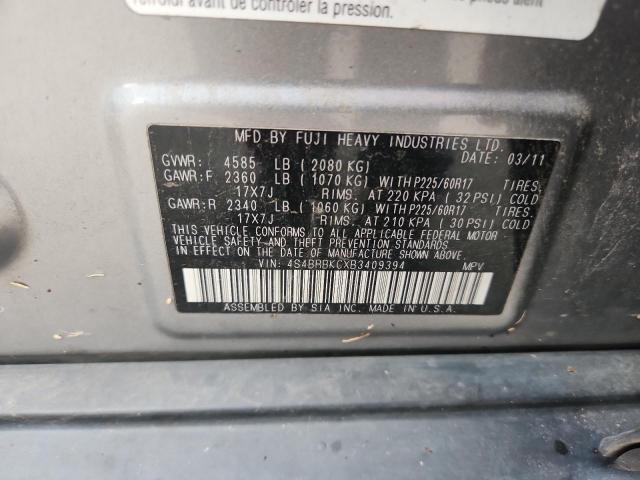 refroidi avant de contrôler la pression.
MFD.BY FUJI HEAVY INDUSTRIES LTD.
GVWR: 4585 LB ( 2080 KG) DATE: 03/11
GAWR:F 2360 LB ( 1070 KG) WITH P225/60R17 TIRES.
17X7J RIMS. AT 220 KPA ( 32 PSI) COLD
GAWR:R 2340 LB ( 1060 KG) WITH P225/60R17 TIRES.
17X7J RIMS. AT 210 KPA ( 30 PSI) COLD
THIS VEHICLE CONFORMS TO ALL APPLICABLE FEDERAL MOTOR
VEHICLE SAFETY AND THEFT PREVENTION STANDARDS
IN EFFECT ON THE DATE OF MANUFACTURE SHOWN ABOVE.
VIN: 4S4BRBKCXB3409394 MPV
ASSEMBLED BY SIA INC. MADE IN U.S.A.